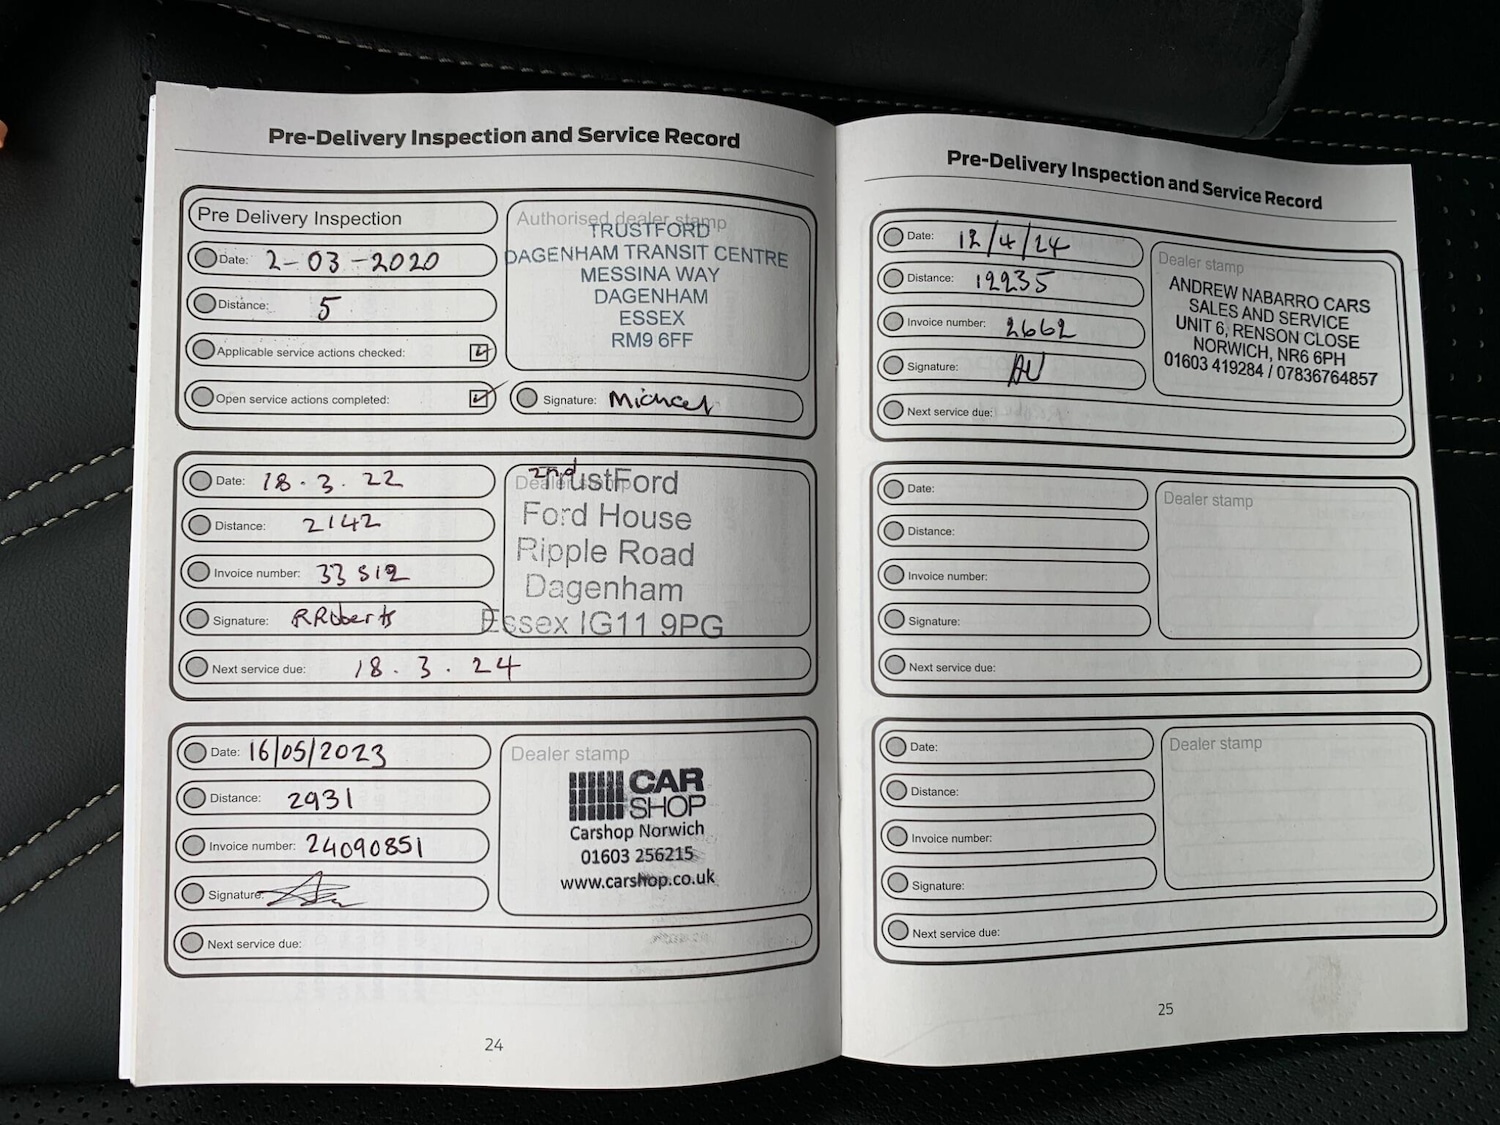 Pre-Delivery Inspection and Service Record
Pre Delivery Inspection
Date: 2-03-2020
Distance: 5
Applicable service actions checked:
Open service actions completed:
Authorised dealer stamp
TRUSTFORD
DAGENHAM TRANSIT CENTRE
MESSINA WAY
DAGENHAM
ESSEX
RM9 6FF
Signature: Michael
Date: 18.3.22
Distance: 2142
Invoice number: 33512
Signature: RRoberts
Dealer stamp
2nd
TrustFord
Ford House
Ripple Road
Dagenham
Essex IG11 9PG
Next service due: 18.3.24
Date: 16/05/2023
Distance: 2931
Invoice number: 24090851
Signature:
Dealer stamp
CAR
SHOP
Carshop Norwich
01603 256215
www.carshop.co.uk
Next service due:
24
Pre-Delivery Inspection and Service Record
Date: 12/4/24
Distance: 12235
Invoice number: 2662
Signature: AN
Dealer stamp
ANDREW NABARRO CARS
SALES AND SERVICE
UNIT 6, RENSON CLOSE
NORWICH, NR6 6PH
01603 419284 / 07836764857
Next service due:
Date:
Distance:
Invoice number:
Signature:
Dealer stamp
Next service due:
Date:
Distance:
Invoice number:
Signature:
Dealer stamp
Next service due:
25